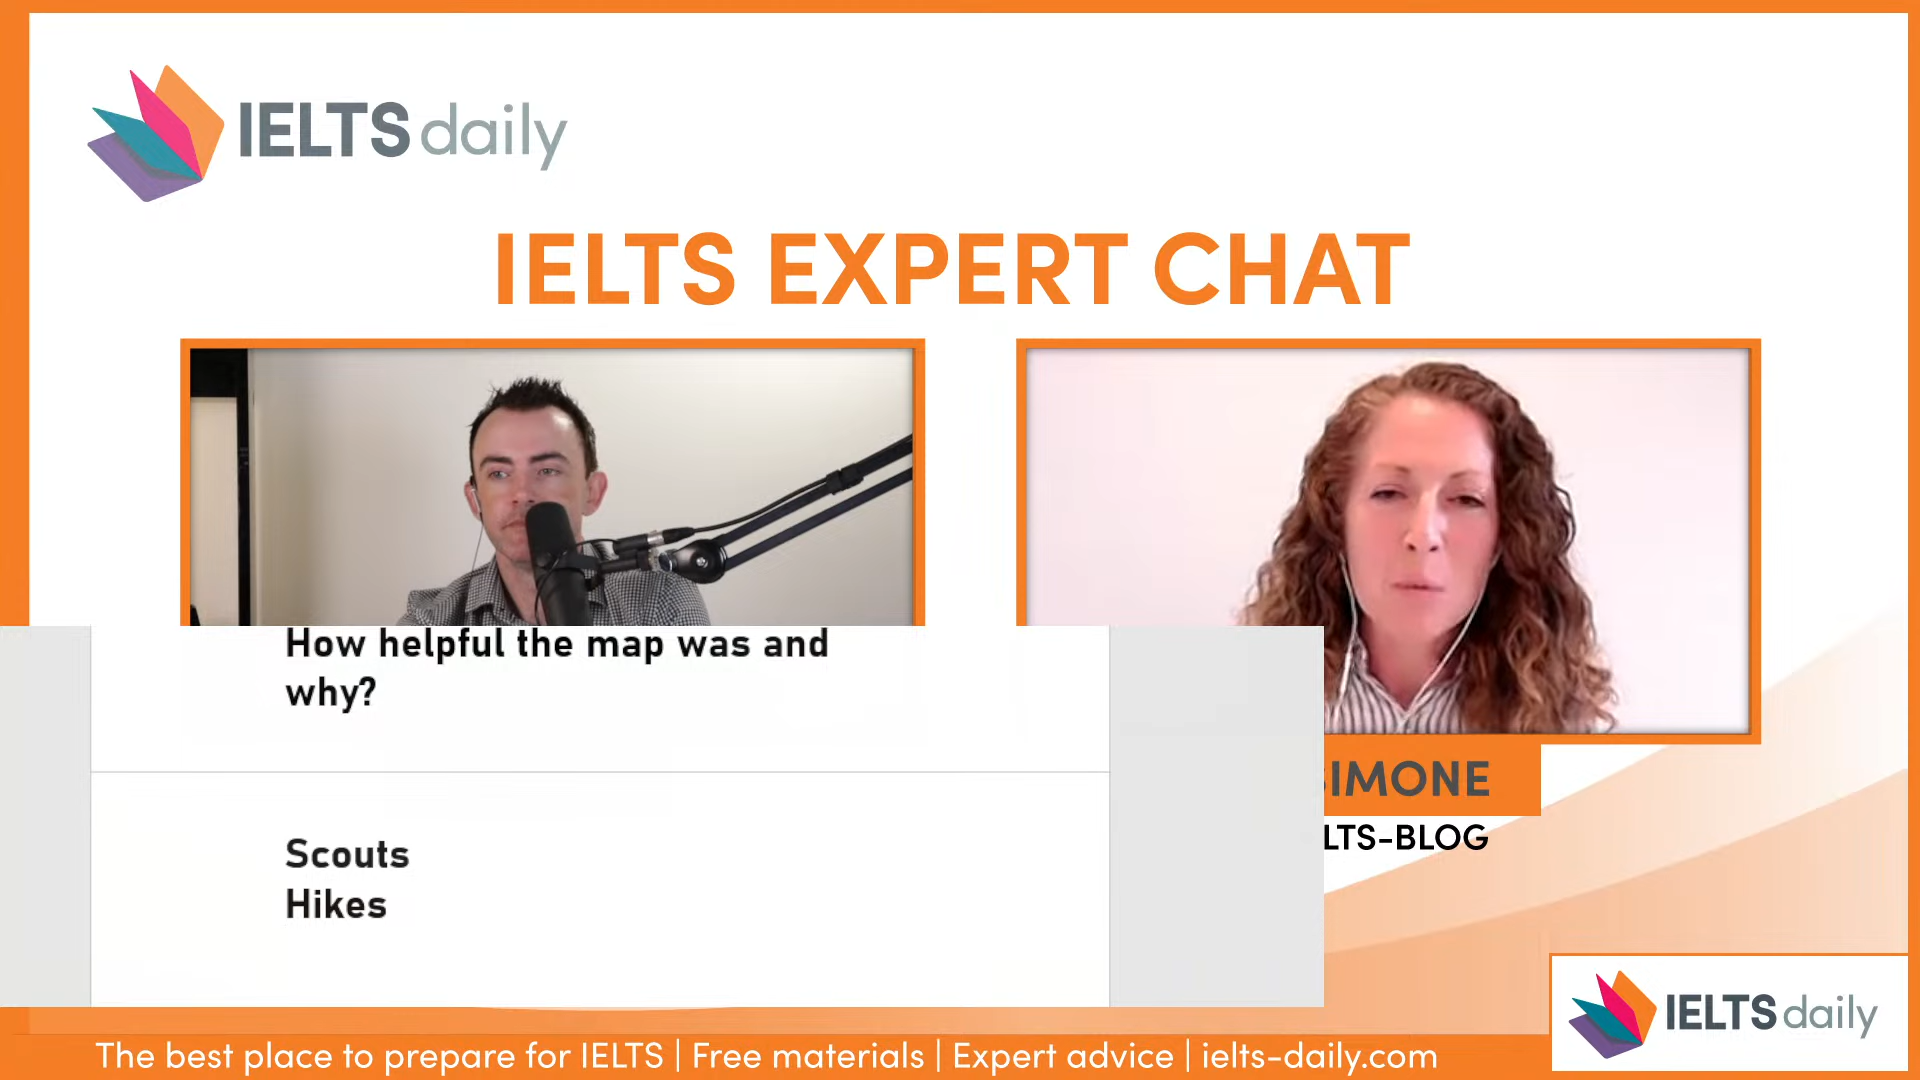 IELTS daily
IELTS EXPERT CHAT
How helpful the map was and
why?
SIMONE
LTS-BLOG
Scouts
Hikes
IELTS daily
The best place to prepare for IELTS | Free materials | Expert advice | ielts-daily.com